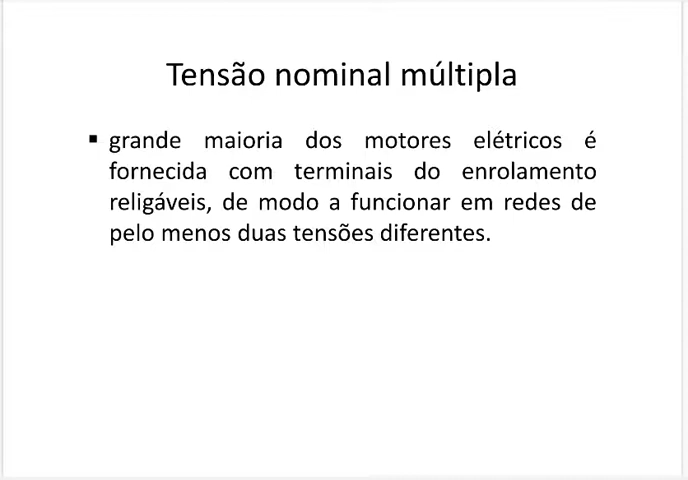 Tensão nominal múltipla
▪ grande maioria dos motores elétricos é
fornecida com terminais do enrolamento
religáveis, de modo a funcionar em redes de
pelo menos duas tensões diferentes.